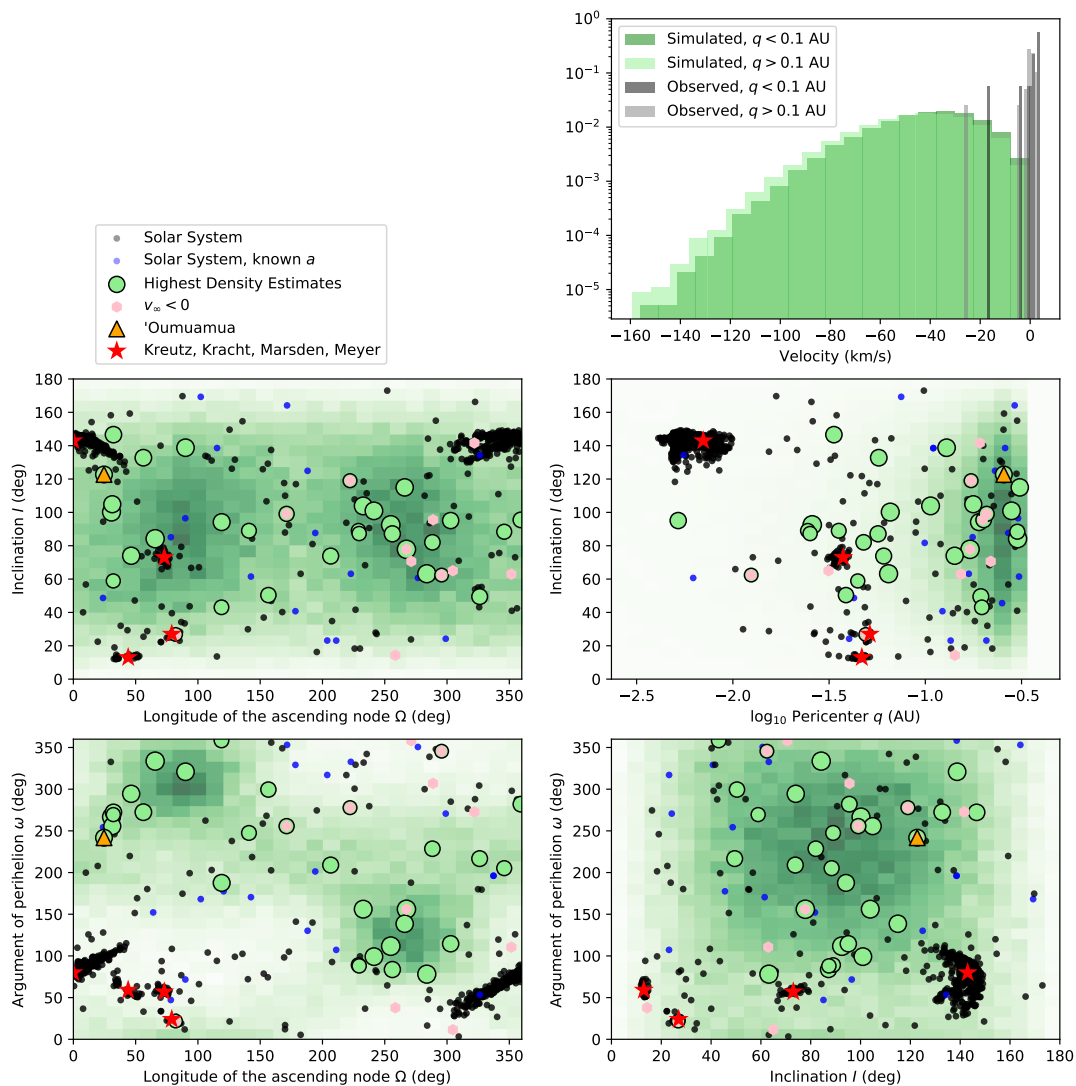 10⁰
10⁻¹
10⁻²
10⁻³
10⁻⁴
10⁻⁵
Simulated, q < 0.1 AU
Simulated, q > 0.1 AU
Observed, q < 0.1 AU
Observed, q > 0.1 AU
−160 −140 −120 −100 −80 −60 −40 −20 0
Velocity (km/s)
Solar System
Solar System, known a
Highest Density Estimates
v∞ < 0
'Oumuamua
Kreutz, Kracht, Marsden, Meyer
180
160
140
120
100
80
60
40
20
0
Inclination I (deg)
0 50 100 150 200 250 300 350
Longitude of the ascending node Ω (deg)
180
160
140
120
100
80
60
40
20
0
Inclination I (deg)
−2.5 −2.0 −1.5 −1.0 −0.5
log₁₀ Pericenter q (AU)
350
300
250
200
150
100
50
0
Argument of perihelion ω (deg)
0 50 100 150 200 250 300 350
Longitude of the ascending node Ω (deg)
350
300
250
200
150
100
50
0
Argument of perihelion ω (deg)
0 20 40 60 80 100 120 140 160 180
Inclination I (deg)